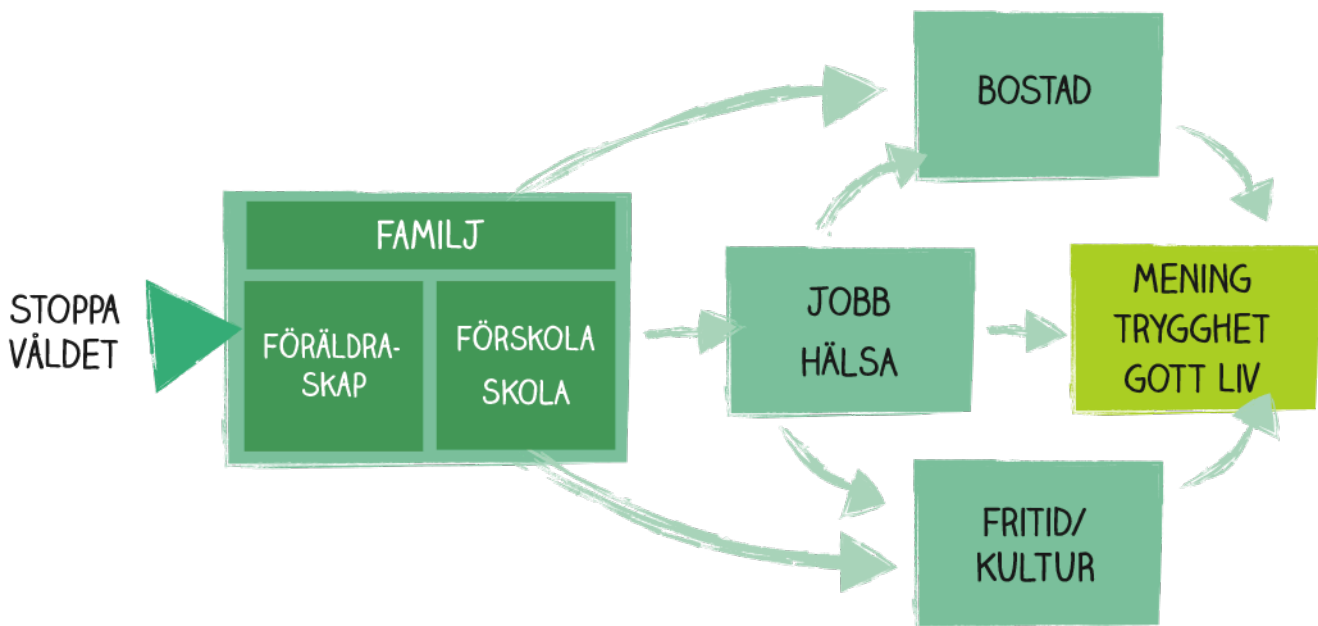 STOPPA
VÅLDET
FAMILJ
FÖRÄLDRA-
SKAP
FÖRSKOLA
SKOLA
BOSTAD
JOBB
HÄLSA
FRITID/
KULTUR
MENING
TRYGGHET
GOTT LIV